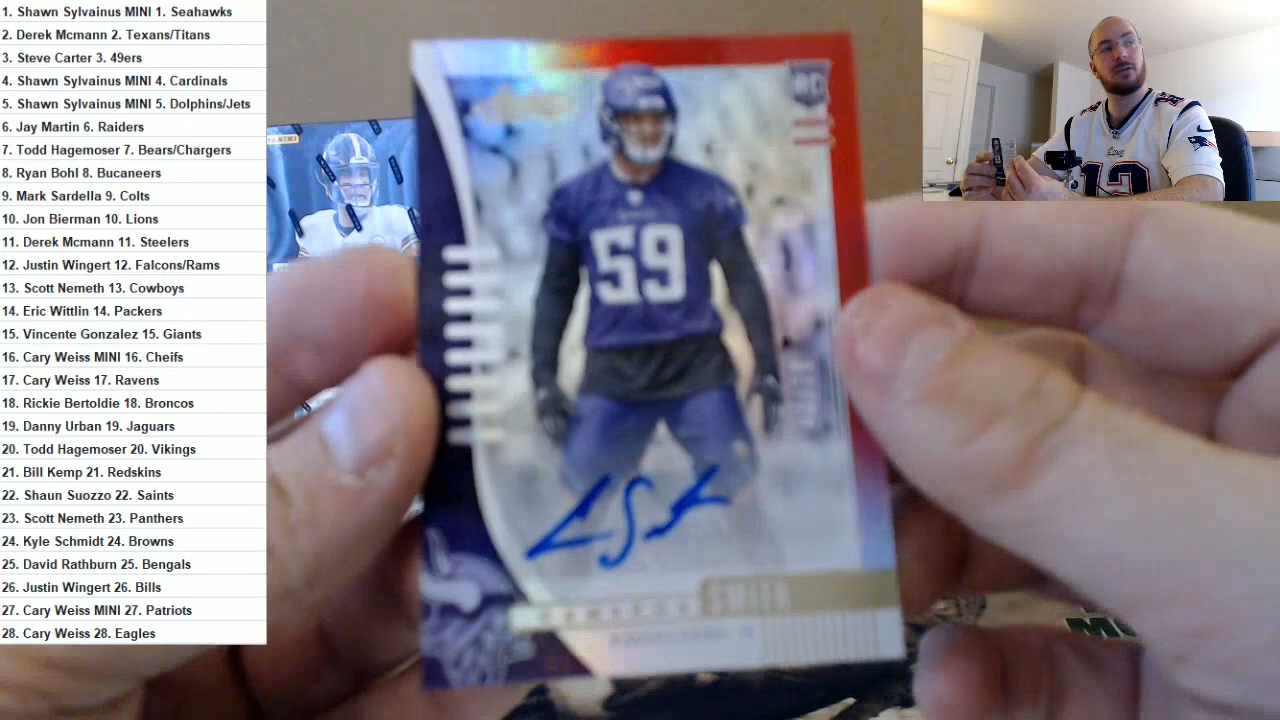 1. Shawn Sylvainus MINI 1. Seahawks
2. Derek Mcmann 2. Texans/Titans
3. Steve Carter 3. 49ers
4. Shawn Sylvainus MINI 4. Cardinals
5. Shawn Sylvainus MINI 5. Dolphins/Jets
6. Jay Martin 6. Raiders
7. Todd Hagemoser 7. Bears/Chargers
8. Ryan Bohl 8. Bucaneers
9. Mark Sardella 9. Colts
10. Jon Bierman 10. Lions
11. Derek Mcmann 11. Steelers
12. Justin Wingert 12. Falcons/Rams
13. Scott Nemeth 13. Cowboys
14. Eric Wittlin 14. Packers
15. Vincente Gonzalez 15. Giants
16. Cary Weiss MINI 16. Cheifs
17. Cary Weiss 17. Ravens
18. Rickie Bertoldie 18. Broncos
19. Danny Urban 19. Jaguars
20. Todd Hagemoser 20. Vikings
21. Bill Kemp 21. Redskins
22. Shaun Suozzo 22. Saints
23. Scott Nemeth 23. Panthers
24. Kyle Schmidt 24. Browns
25. David Rathburn 25. Bengals
26. Justin Wingert 26. Bills
27. Cary Weiss MINI 27. Patriots
28. Cary Weiss 28. Eagles
RC
59
SMITH
PANINI
12